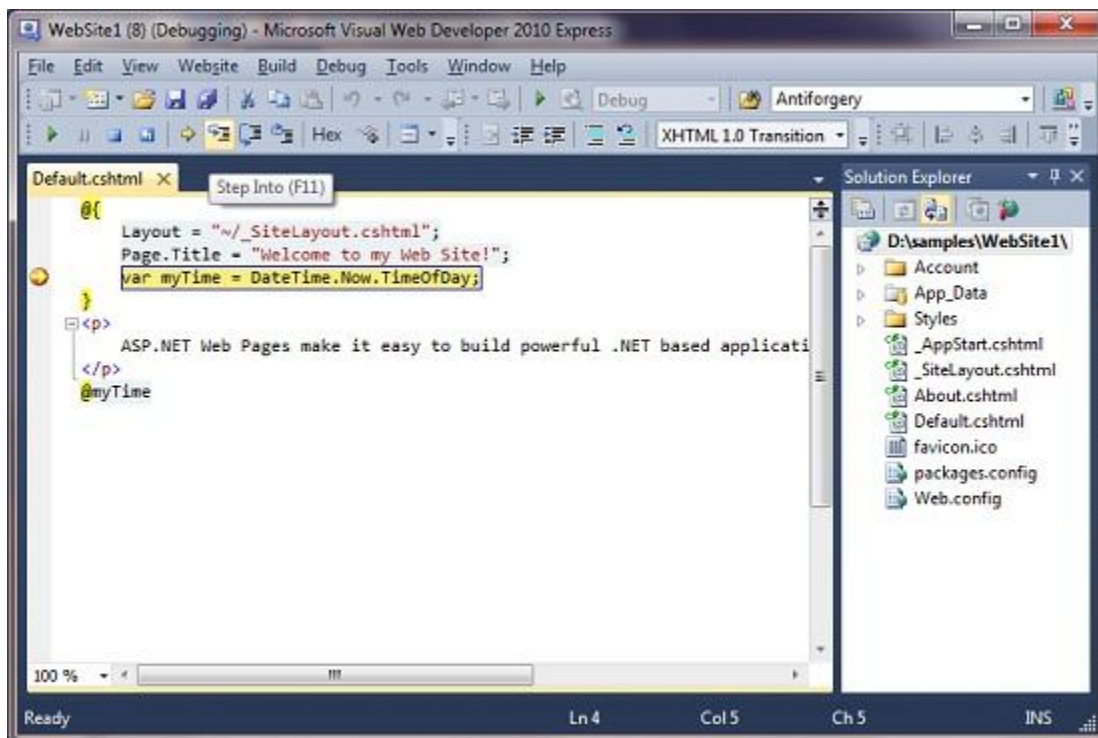 WebSite1 (8) (Debugging) - Microsoft Visual Web Developer 2010 Express
File Edit View Website Build Debug Tools Window Help
Debug Antiforgery
Hex XHTML 1.0 Transition
Default.cshtml
Step Into (F11)
@{
Layout = "~/_SiteLayout.cshtml";
Page.Title = "Welcome to my Web Site!";
var myTime = DateTime.Now.TimeOfDay;
}
<p>
ASP.NET Web Pages make it easy to build powerful .NET based applicati
</p>
@myTime
100 %
Solution Explorer
D:\samples\WebSite1\
Account
App_Data
Styles
_AppStart.cshtml
_SiteLayout.cshtml
About.cshtml
Default.cshtml
favicon.ico
packages.config
Web.config
Ready Ln 4 Col 5 Ch 5 INS